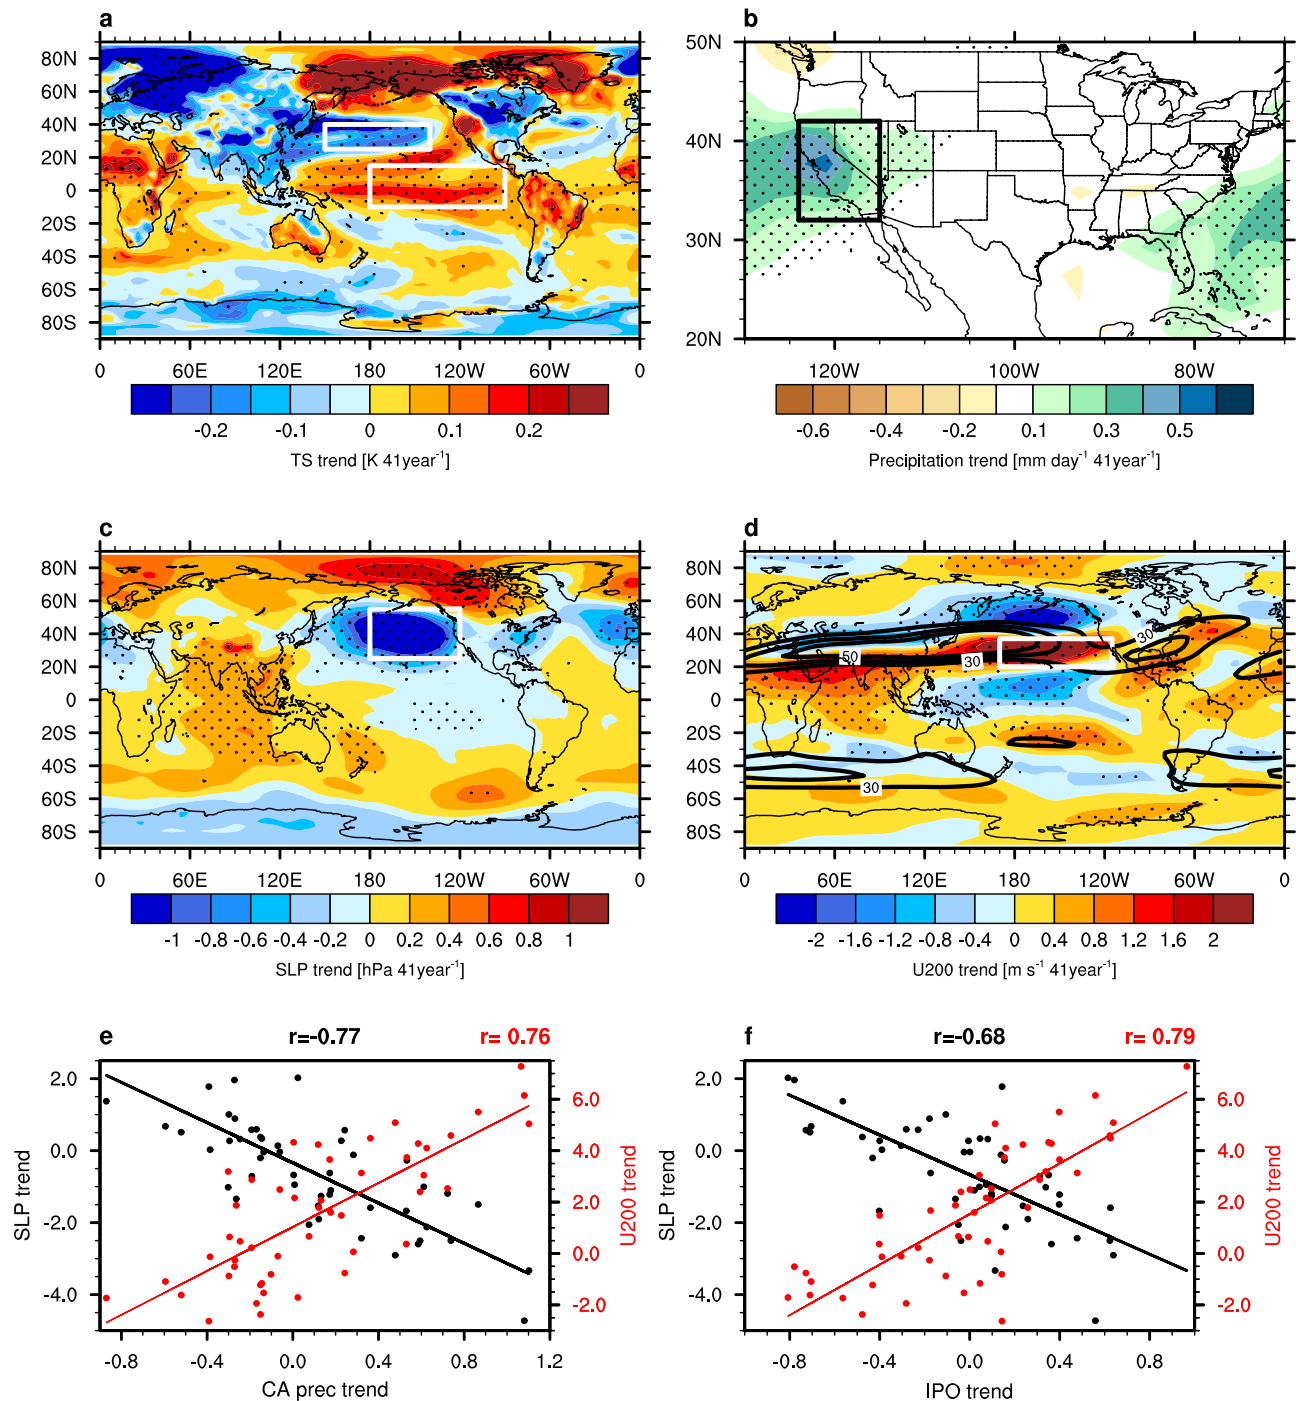 a
80N
60N
40N
20N
0
20S
40S
60S
80S
0 60E 120E 180 120W 60W 0
-0.2 -0.1 0 0.1 0.2
TS trend [K 41year-1]
b
50N
40N
30N
20N
120W 100W 80W
-0.6 -0.4 -0.2 0.1 0.3 0.5
Precipitation trend [mm day-1 41year-1]
c
80N
60N
40N
20N
0
20S
40S
60S
80S
0 60E 120E 180 120W 60W 0
-1 -0.8 -0.6 -0.4 -0.2 0 0.2 0.4 0.6 0.8 1
SLP trend [hPa 41year-1]
d
80N
60N
40N
20N
0
20S
40S
60S
80S
30
50
30
30
0 60E 120E 180 120W 60W 0
-2 -1.6 -1.2 -0.8 -0.4 0 0.4 0.8 1.2 1.6 2
U200 trend [m s-1 41year-1]
e r=-0.77 r= 0.76
2.0
0.0
-2.0
-4.0
SLP trend
6.0
4.0
2.0
0.0
-2.0
U200 trend
-0.8 -0.4 0.0 0.4 0.8 1.2
CA prec trend
f r=-0.68 r= 0.79
2.0
0.0
-2.0
-4.0
SLP trend
6.0
4.0
2.0
0.0
-2.0
U200 trend
-0.8 -0.4 0.0 0.4 0.8
IPO trend